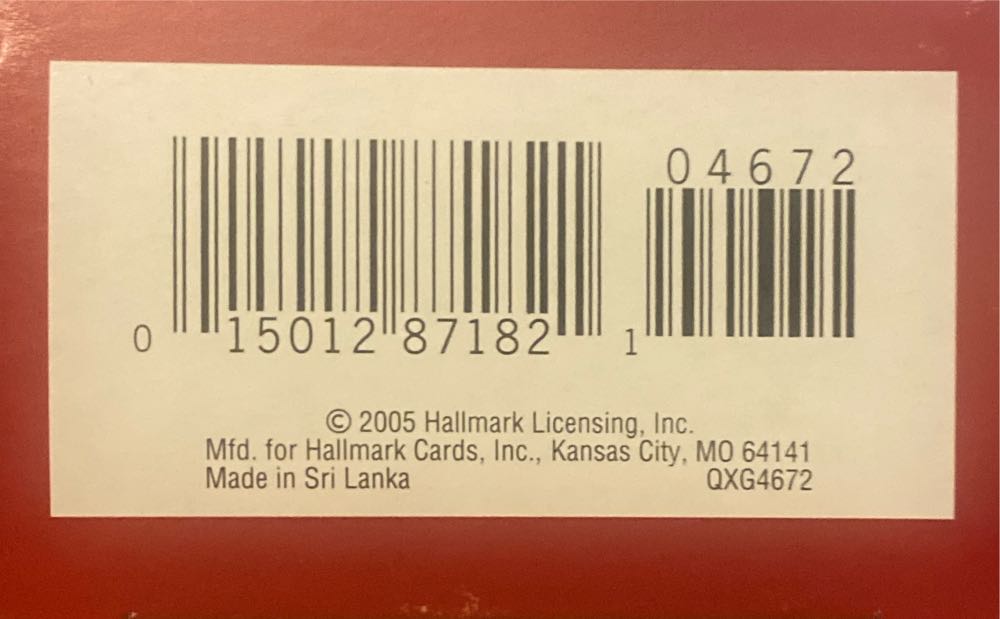 04672
0 15012 87182 1
© 2005 Hallmark Licensing, Inc.
Mfd. for Hallmark Cards, Inc., Kansas City, MO 64141
Made in Sri Lanka QXG4672